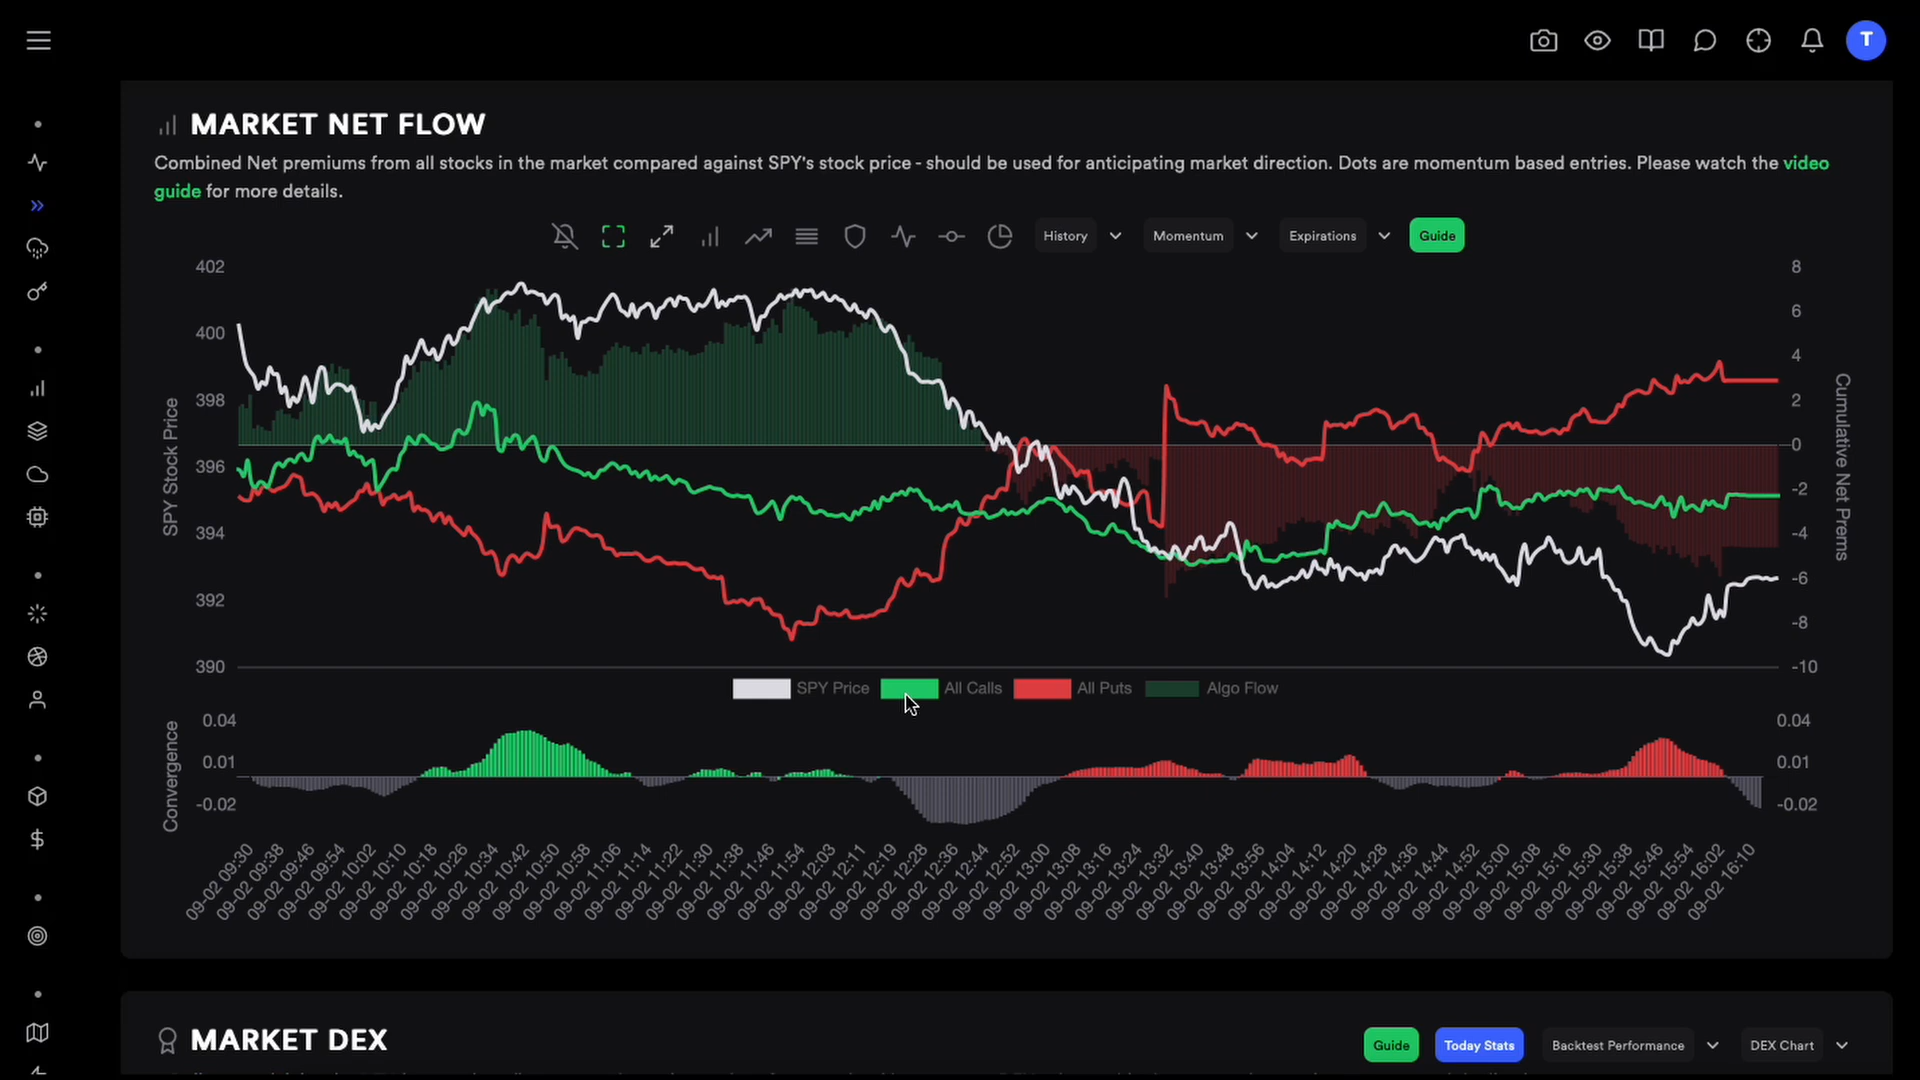 T
MARKET NET FLOW
Combined Net premiums from all stocks in the market compared against SPY's stock price - should be used for anticipating market direction. Dots are momentum based entries. Please watch the video
guide for more details.
History Momentum Expirations Guide
402 8
400 6
398 4
396 2
394 0
392 -2
390 -4
-6
-8
-10
SPY Stock Price
Cumulative Net Prems
SPY Price All Calls All Puts Algo Flow
Convergence
0.04 0.04
0.01 0.01
-0.02 -0.02
09-02 09:30 09-02 09:38 09-02 09:46 09-02 09:54 09-02 10:02 09-02 10:10 09-02 10:18 09-02 10:26 09-02 10:34 09-02 10:42 09-02 10:50 09-02 10:58 09-02 11:06 09-02 11:14 09-02 11:22 09-02 11:30 09-02 11:38 09-02 11:46 09-02 11:54 09-02 12:03 09-02 12:11 09-02 12:19 09-02 12:28 09-02 12:36 09-02 12:44 09-02 12:52 09-02 13:00 09-02 13:08 09-02 13:16 09-02 13:24 09-02 13:32 09-02 13:40 09-02 13:48 09-02 13:56 09-02 14:04 09-02 14:12 09-02 14:20 09-02 14:28 09-02 14:36 09-02 14:44 09-02 14:52 09-02 15:00 09-02 15:08 09-02 15:16 09-02 15:30 09-02 15:38 09-02 15:46 09-02 15:54 09-02 16:02 09-02 16:10
MARKET DEX
Guide Today Stats Backtest Performance DEX Chart